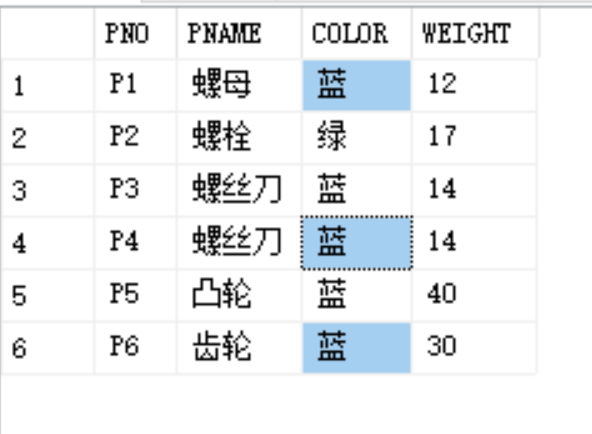 PNO PNAME COLOR WEIGHT
1 P1 螺母 蓝 12
2 P2 螺栓 绿 17
3 P3 螺丝刀 蓝 14
4 P4 螺丝刀 蓝 14
5 P5 凸轮 蓝 40
6 P6 齿轮 蓝 30